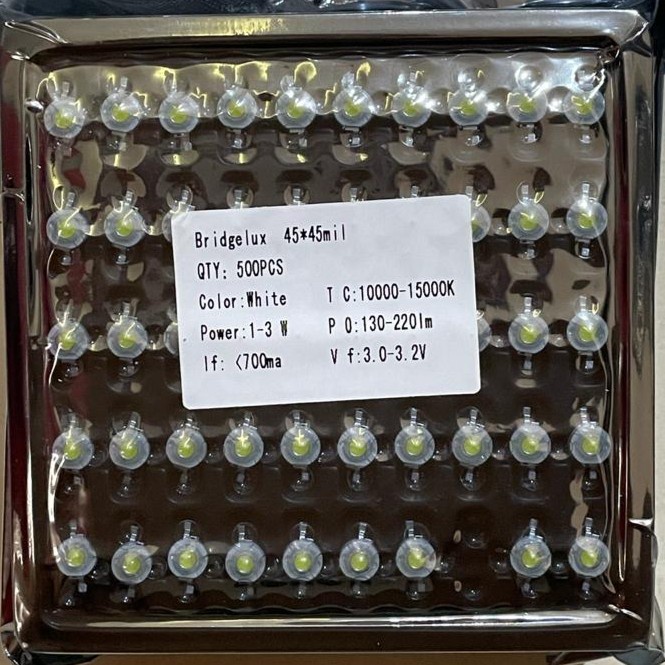 Bridgelux 45*45mil
QTY: 500PCS
Color:White T C:10000-15000K
Power:1-3 W P O:130-220lm
If: <700ma V f:3.0-3.2V